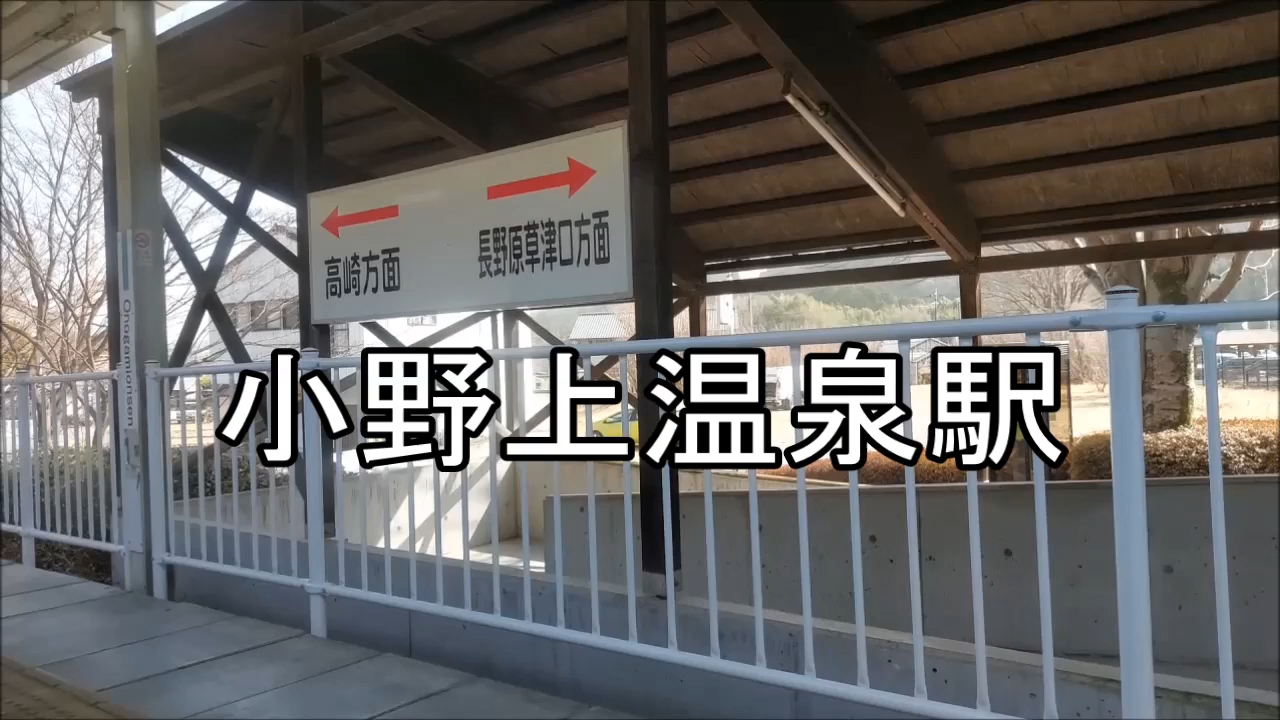 高崎方面
長野原草津口方面
Onogamionsen
小野上温泉駅